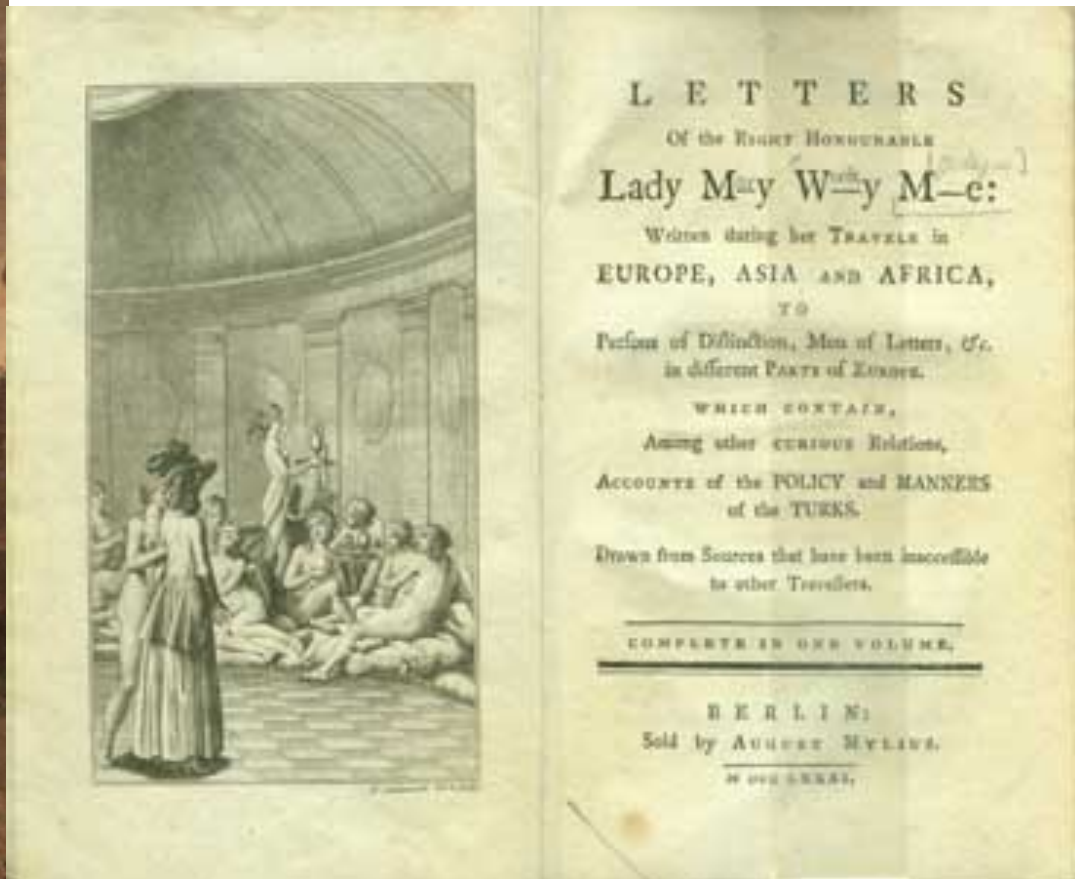 LETTERS
Of the RIGHT HONOURABLE
Lady M—y W—y M—e:
Written during her TRAVELS in
EUROPE, ASIA AND AFRICA,
TO
Perſons of Diſtinction, Men of Letters, &c.
in different PARTS of EUROPE.
WHICH CONTAIN,
Among other CURIOUS Relations,
ACCOUNTS of the POLICY and MANNERS
of the TURKS.
Drawn from Sources that have been inacceſſible
to other Travellers.
COMPLETE IN ONE VOLUME.
BERLIN:
Sold by AUGUST MYLIUS.